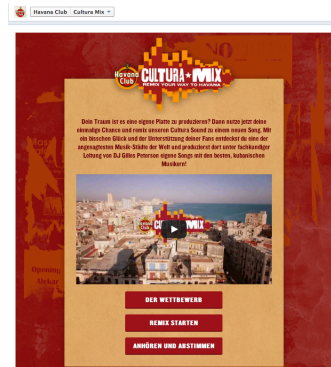 Havana Club Cultura Mix
Havana
Club
CULTURA MIX
REMIX YOUR WAY TO HAVANA
Dein Traum ist es eine eigene Platte zu produzieren? Dann nutze jetzt deine
einmalige Chance und remix unseren Cultura Sound zu einem neuen Song. Mit
ein bisschen Glück und der Unterstützung deiner Fans entdeckst du eine der
angesagtesten Musik-Städte der Welt und produzierst dort unter fachkundiger
Leitung von DJ Gilles Peterson eigene Songs mit den besten, kubanischen
Musikern!
CULTURA MIX
DER WETTBEWERB
REMIX STARTEN
ANHÖREN UND ABSTIMMEN